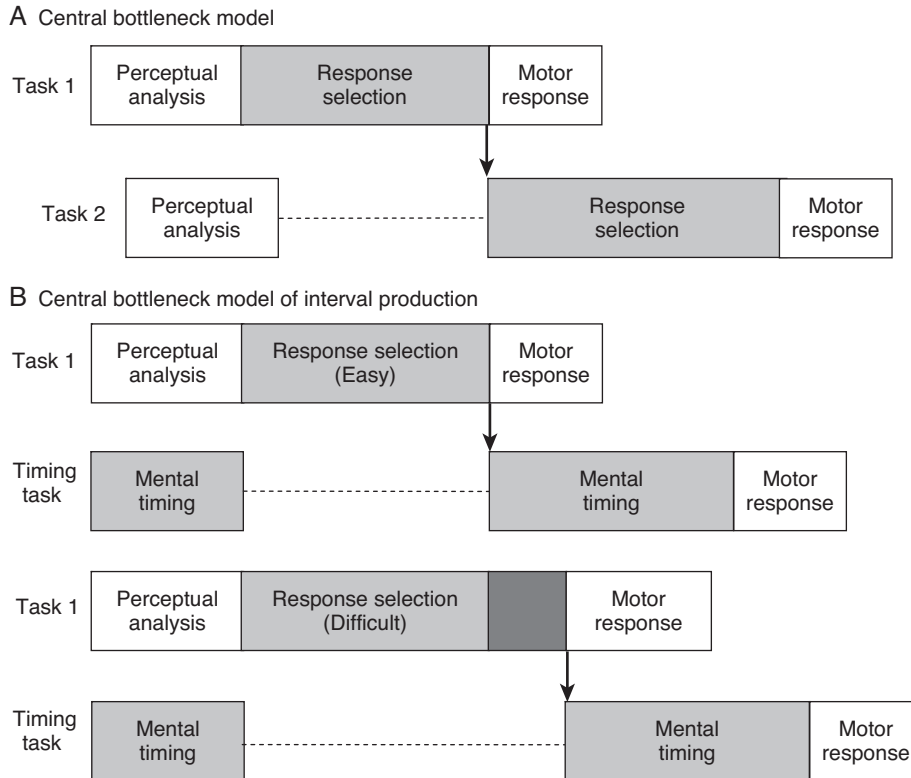 A Central bottleneck model
Task 1
Perceptual
analysis
Response
selection
Motor
response
Task 2
Perceptual
analysis
Response
selection
Motor
response
B Central bottleneck model of interval production
Task 1
Perceptual
analysis
Response selection
(Easy)
Motor
response
Timing
task
Mental
timing
Mental
timing
Motor
response
Task 1
Perceptual
analysis
Response selection
(Difficult)
Motor
response
Timing
task
Mental
timing
Mental
timing
Motor
response